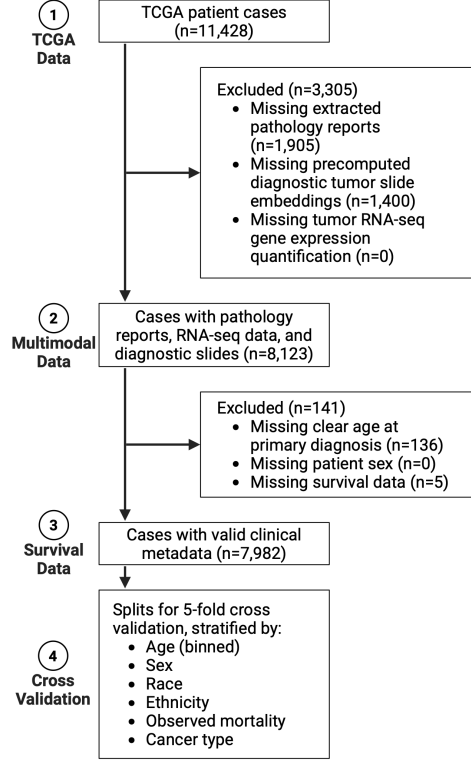 1
TCGA
Data
TCGA patient cases
(n=11,428)
Excluded (n=3,305)
• Missing extracted
pathology reports
(n=1,905)
• Missing precomputed
diagnostic tumor slide
embeddings (n=1,400)
• Missing tumor RNA-seq
gene expression
quantification (n=0)
2
Multimodal
Data
Cases with pathology
reports, RNA-seq data, and
diagnostic slides (n=8,123)
Excluded (n=141)
• Missing clear age at
primary diagnosis (n=136)
• Missing patient sex (n=0)
• Missing survival data (n=5)
3
Survival
Data
Cases with valid clinical
metadata (n=7,982)
4
Cross
Validation
Splits for 5-fold cross
validation, stratified by:
• Age (binned)
• Sex
• Race
• Ethnicity
• Observed mortality
• Cancer type